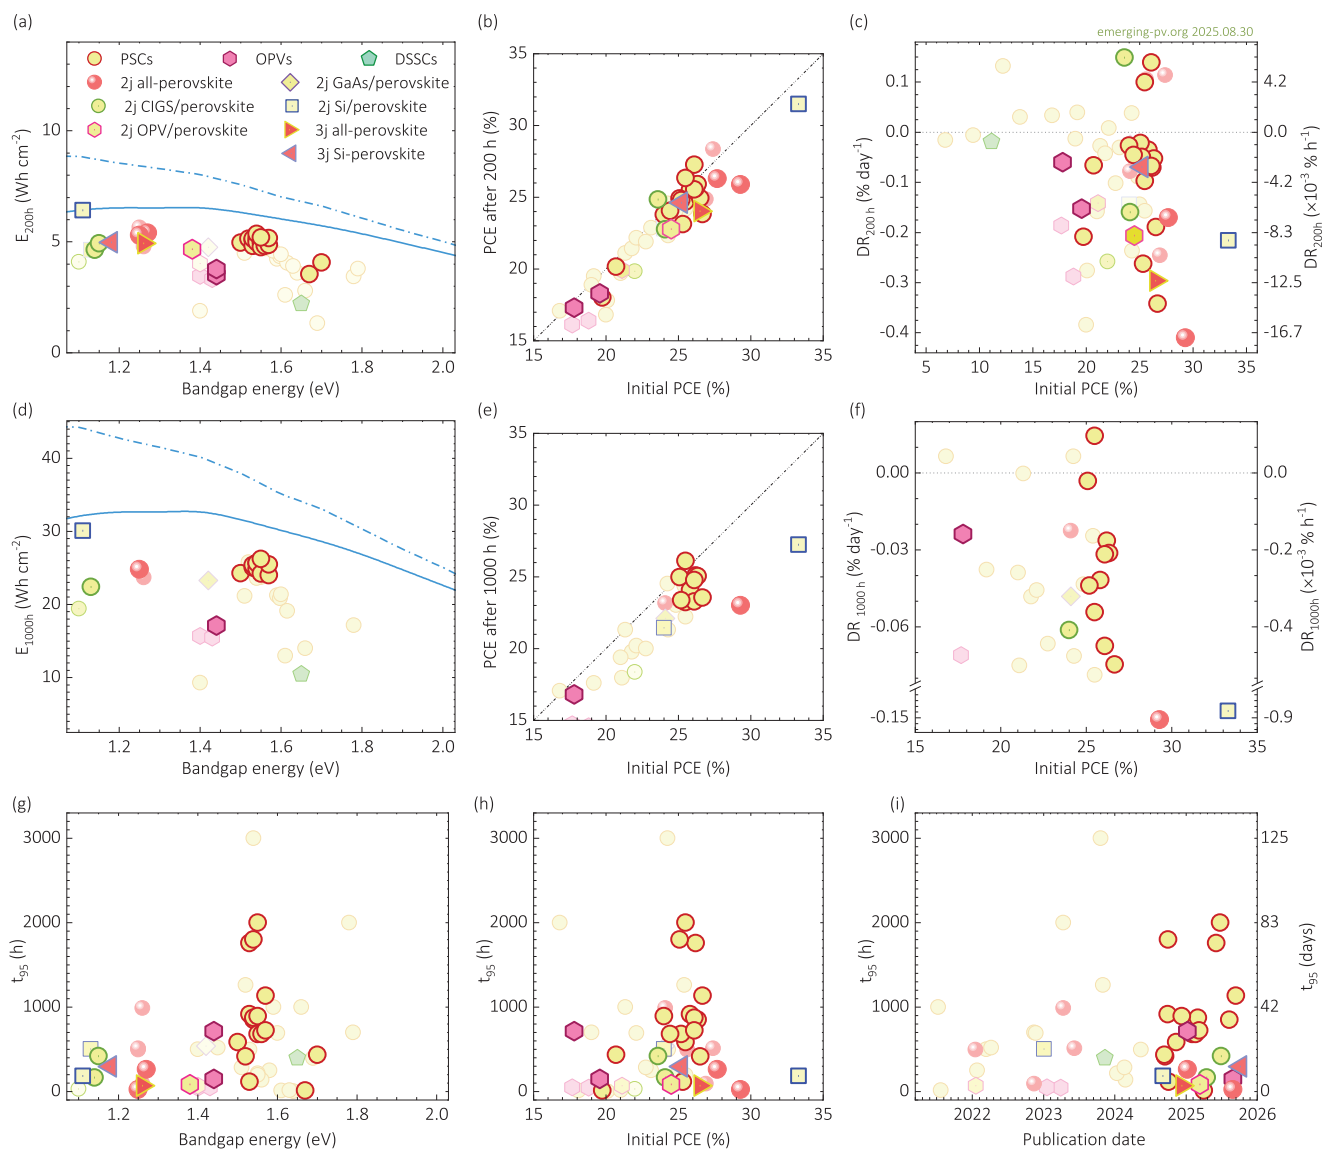 (a)
(b)
(c)
emerging-pv.org 2025.08.30
PSCs
OPVs
DSSCs
2j all-perovskite
2j GaAs/perovskite
2j CIGS/perovskite
2j Si/perovskite
2j OPV/perovskite
3j all-perovskite
3j Si-perovskite
E200h (Wh cm-2)
10
5
0
1.2
1.4
1.6
1.8
2.0
Bandgap energy (eV)
PCE after 200 h (%)
35
30
25
20
15
15
20
25
30
35
Initial PCE (%)
DR200 h (% day-1)
0.1
0.0
-0.1
-0.2
-0.3
-0.4
5
10
15
20
25
30
35
Initial PCE (%)
4.2
0.0
-4.2
-8.3
-12.5
-16.7
DR200h (×10-3 % h-1)
(d)
(e)
(f)
E1000h (Wh cm-2)
40
30
20
10
1.2
1.4
1.6
1.8
2.0
Bandgap energy (eV)
PCE after 1000 h (%)
35
30
25
20
15
15
20
25
30
35
Initial PCE (%)
DR 1000 h (% day-1)
0.00
-0.03
-0.06
-0.15
15
20
25
30
35
Initial PCE (%)
0.0
-0.2
-0.4
-0.9
DR1000h (×10-3 % h-1)
(g)
(h)
(i)
t95 (h)
3000
2000
1000
0
1.2
1.4
1.6
1.8
2.0
Bandgap energy (eV)
t95 (h)
3000
2000
1000
0
15
20
25
30
35
Initial PCE (%)
t95 (h)
3000
2000
1000
0
2022
2023
2024
2025
2026
Publication date
125
83
42
0
t95 (days)